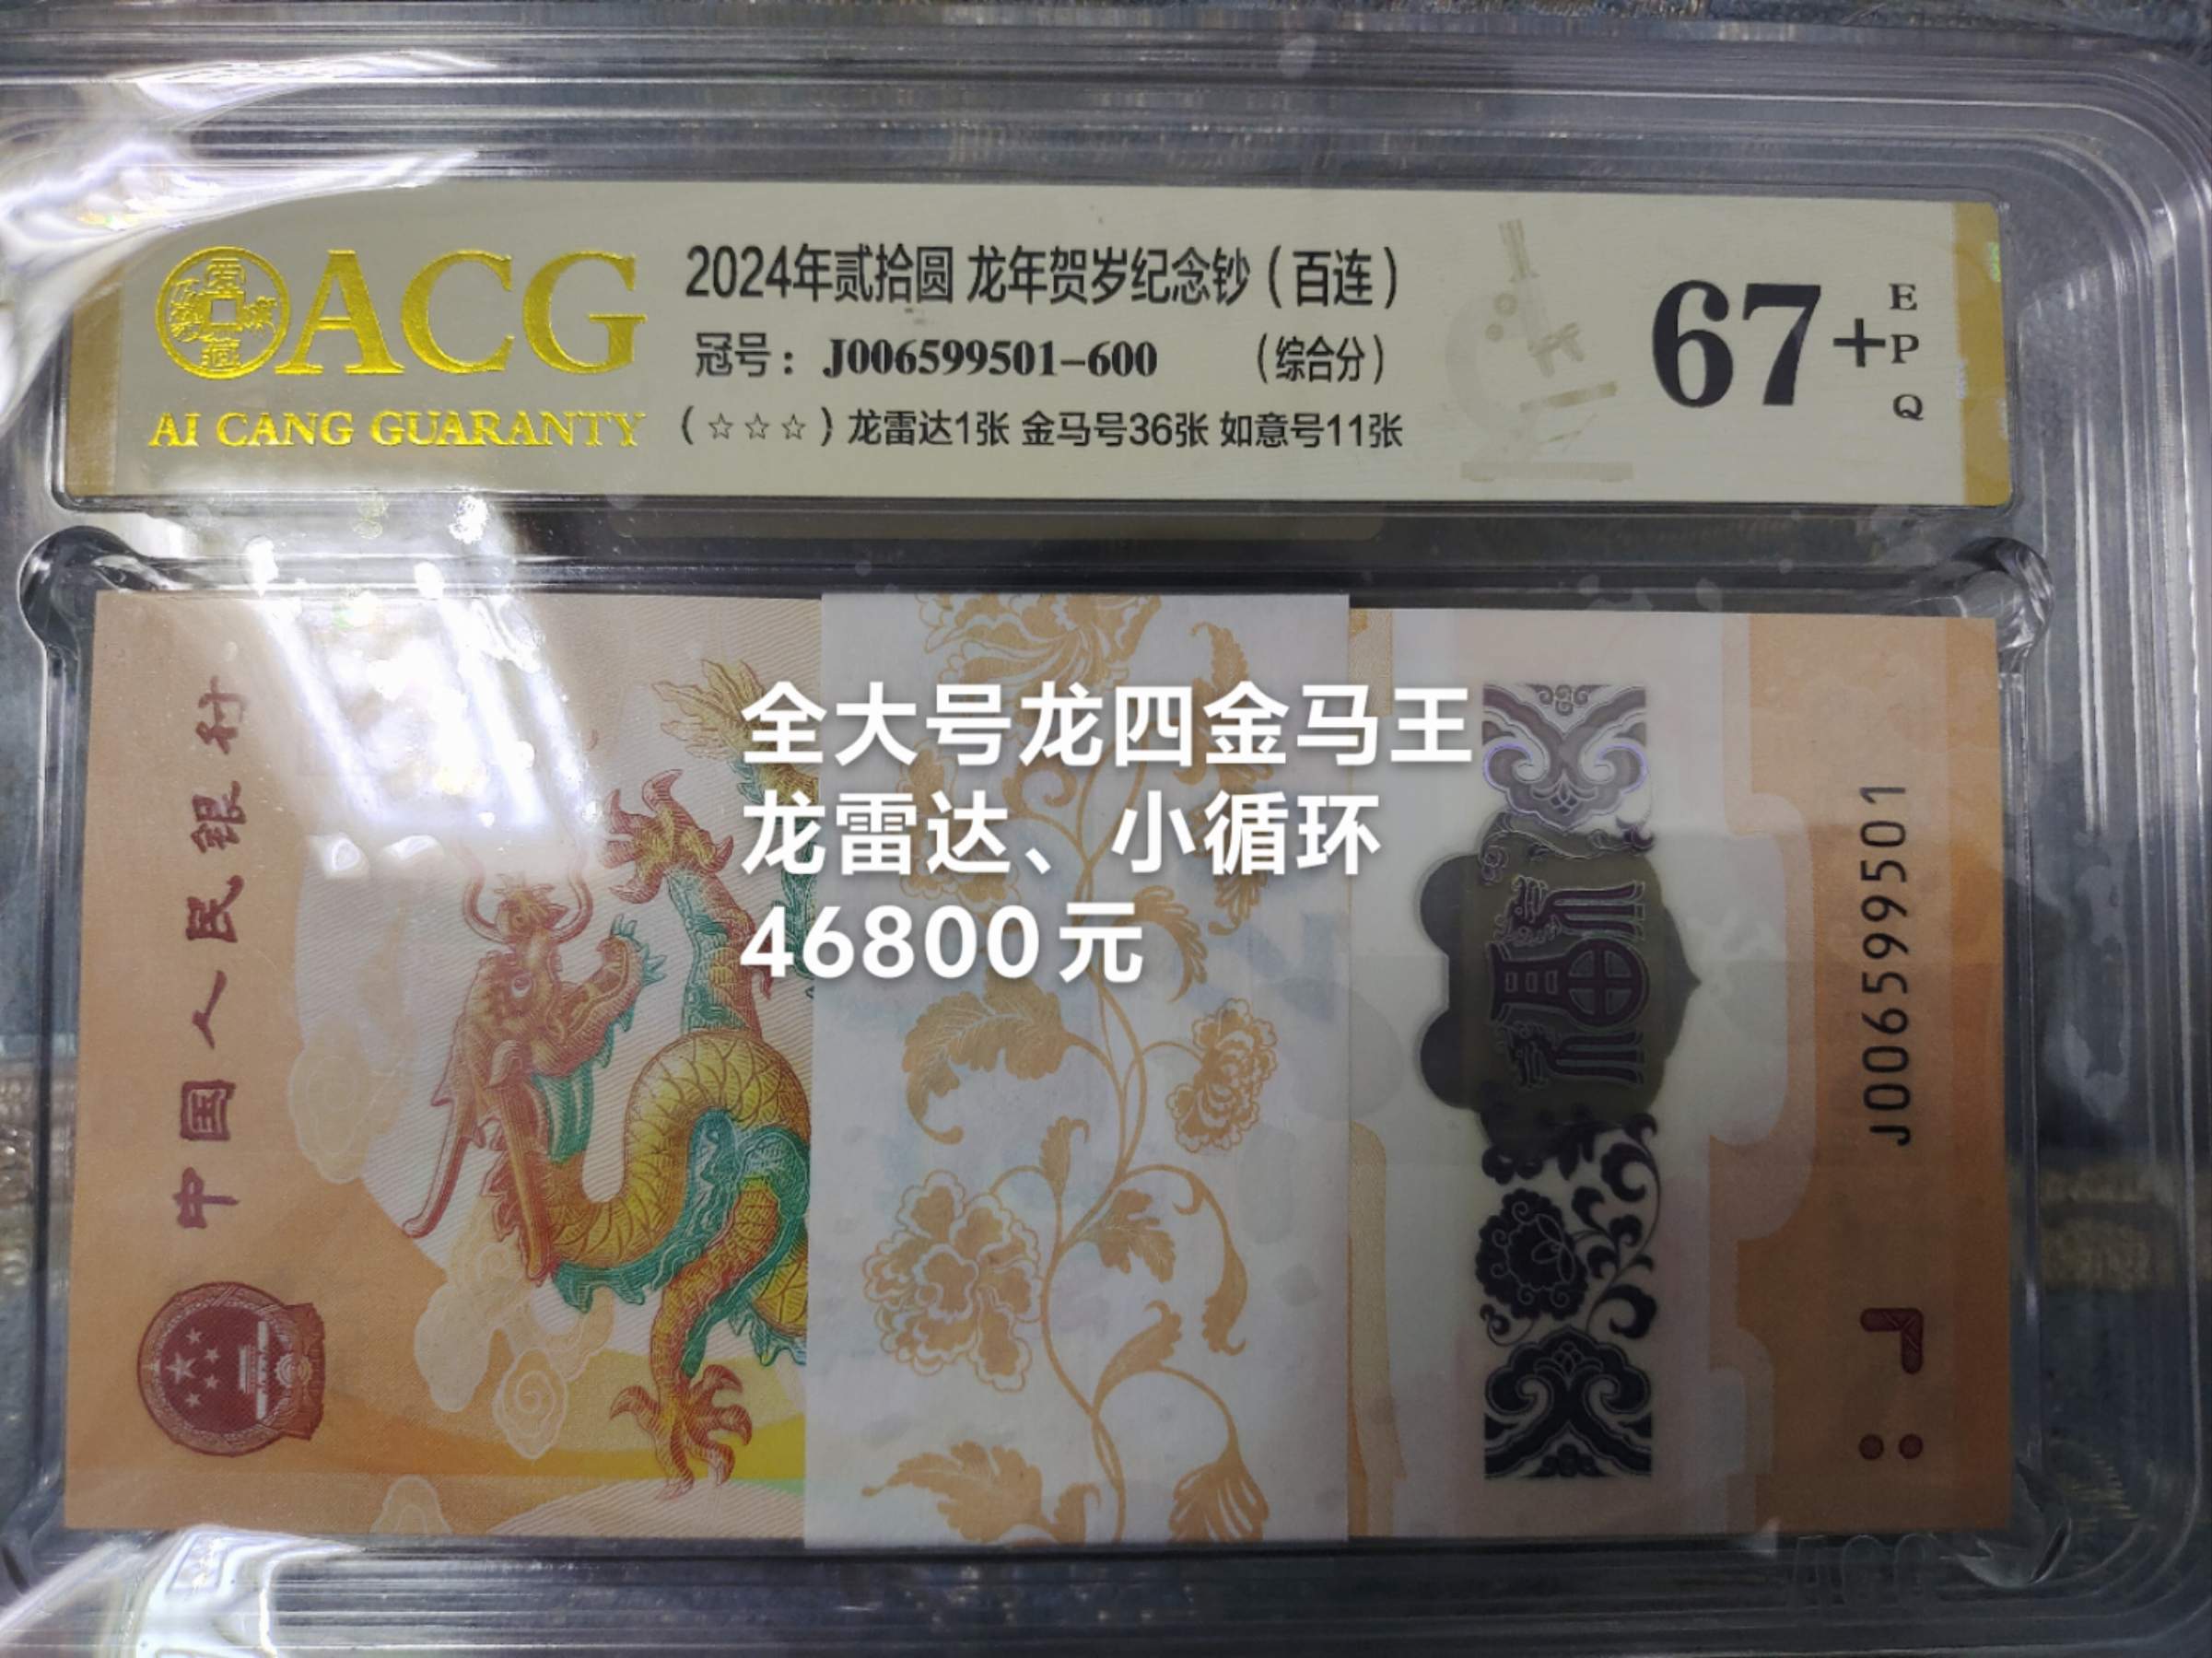 ACG
AI CANG GUARANTY
2024年贰拾圆 龙年贺岁纪念钞(百连)
冠号: J006599501-600 (综合分)
(☆☆☆)龙雷达1张 金马号36张 如意号11张
67+
EPQ
中国人民银行
全大号龙四金马王
龙雷达、小循环
46800元
福
J006599501